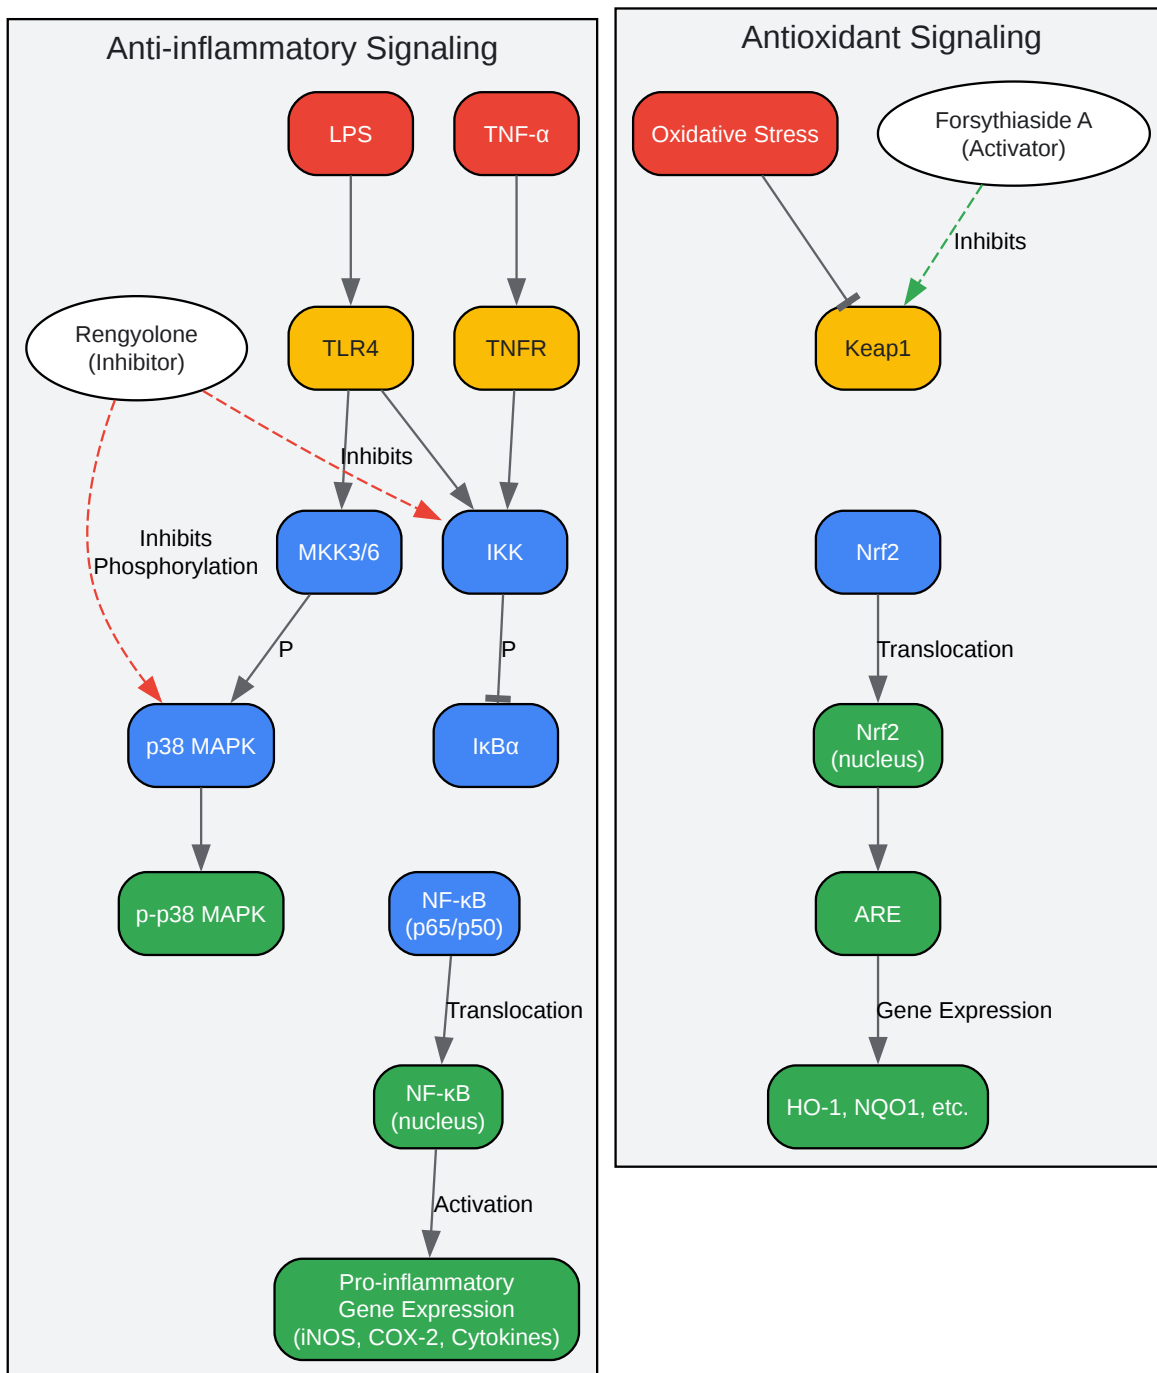 Anti-inflammatory Signaling
LPS
TNF-α
Rengyolone
(Inhibitor)
TLR4
TNFR
Inhibits
Inhibits
Phosphorylation
MKK3/6
IKK
P
P
p38 MAPK
IκBα
p-p38 MAPK
NF-κB
(p65/p50)
Translocation
NF-κB
(nucleus)
Activation
Pro-inflammatory
Gene Expression
(iNOS, COX-2, Cytokines)
Antioxidant Signaling
Oxidative Stress
Forsythiaside A
(Activator)
Inhibits
Keap1
Nrf2
Translocation
Nrf2
(nucleus)
ARE
Gene Expression
HO-1, NQO1, etc.